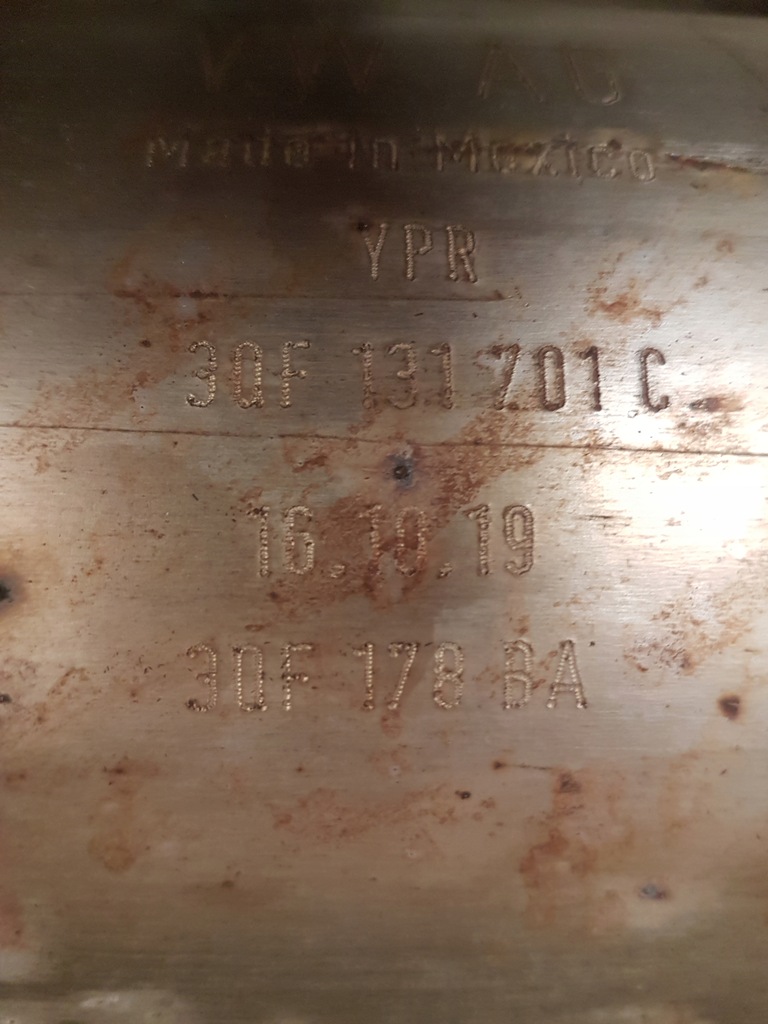 VW AG
Made in Mexico
YPR
3QF 131 701 C
16.10.19
3QF 178 BA